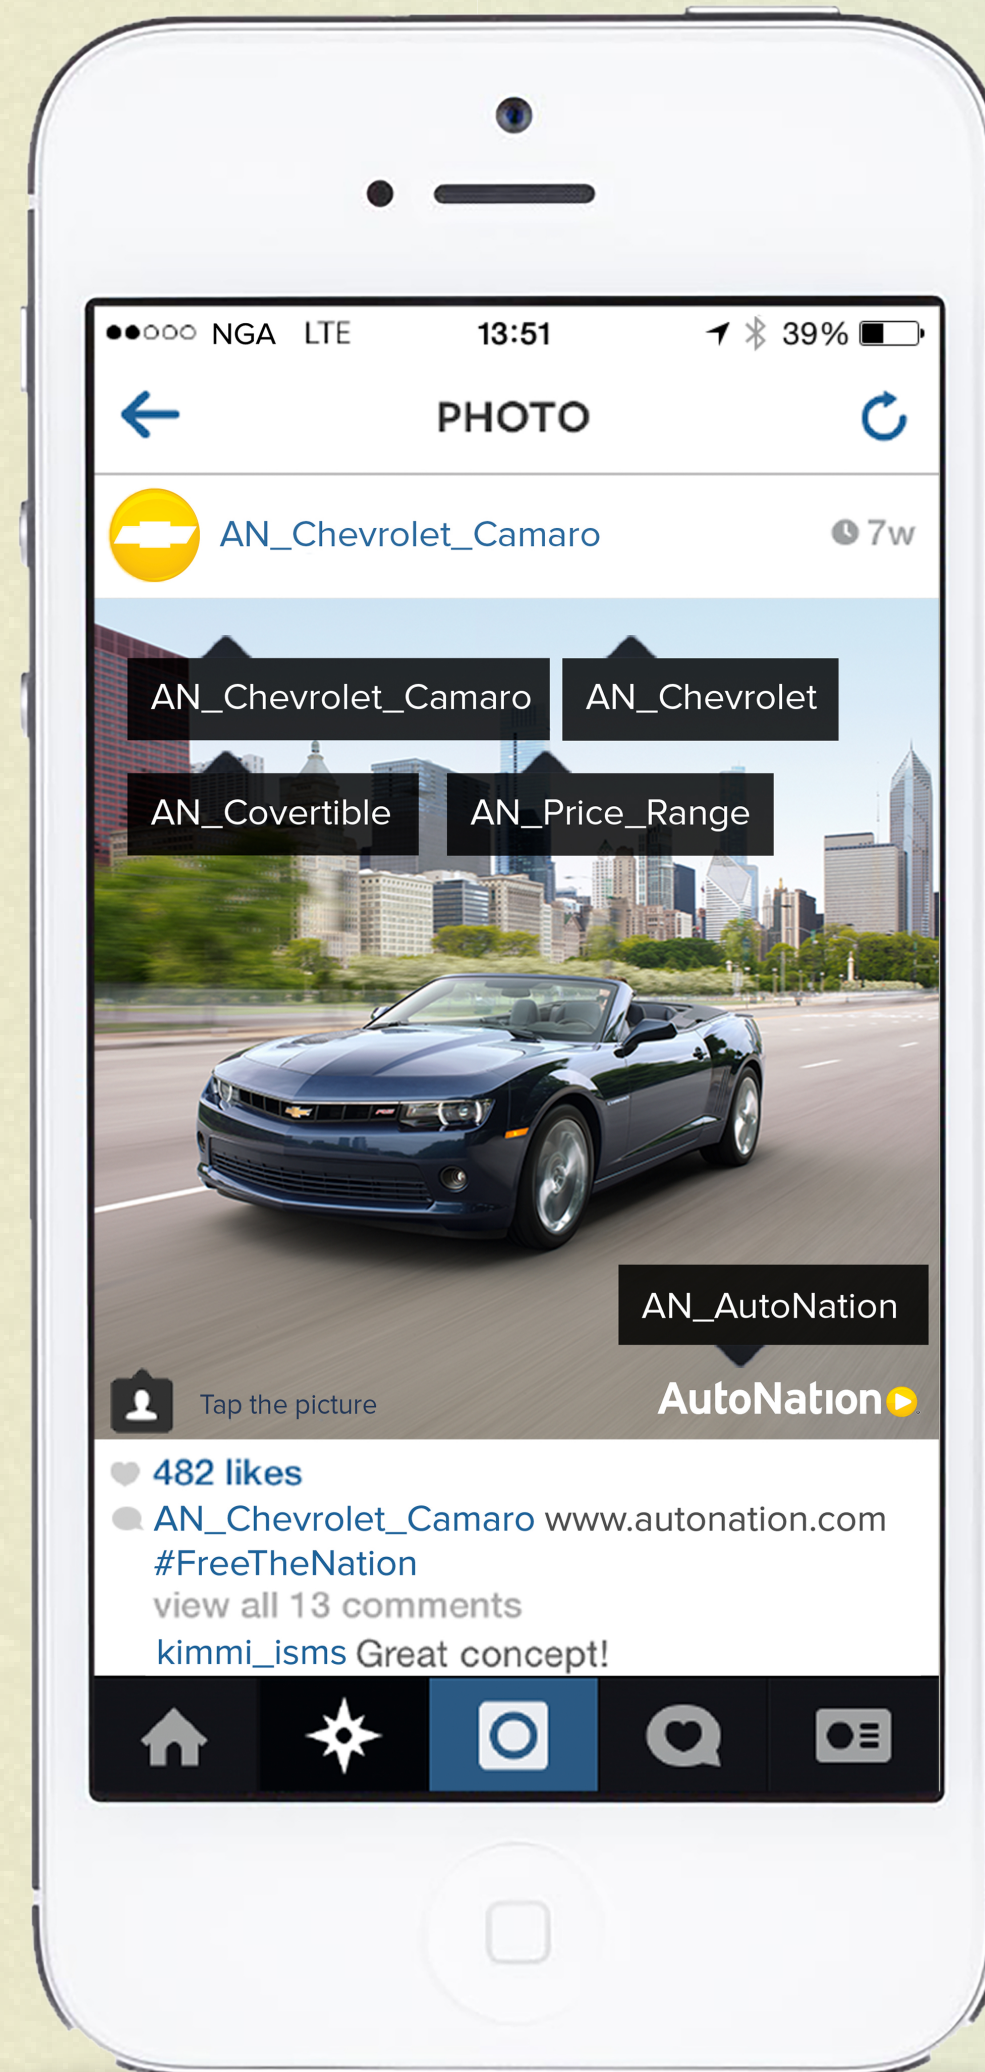 NGA LTE 13:51 39%
PHOTO
AN_Chevrolet_Camaro 7w
AN_Chevrolet_Camaro AN_Chevrolet
AN_Covertible AN_Price_Range
AN_AutoNation
Tap the picture AutoNation
482 likes
AN_Chevrolet_Camaro www.autonation.com
#FreeTheNation
view all 13 comments
kimmi_isms Great concept!